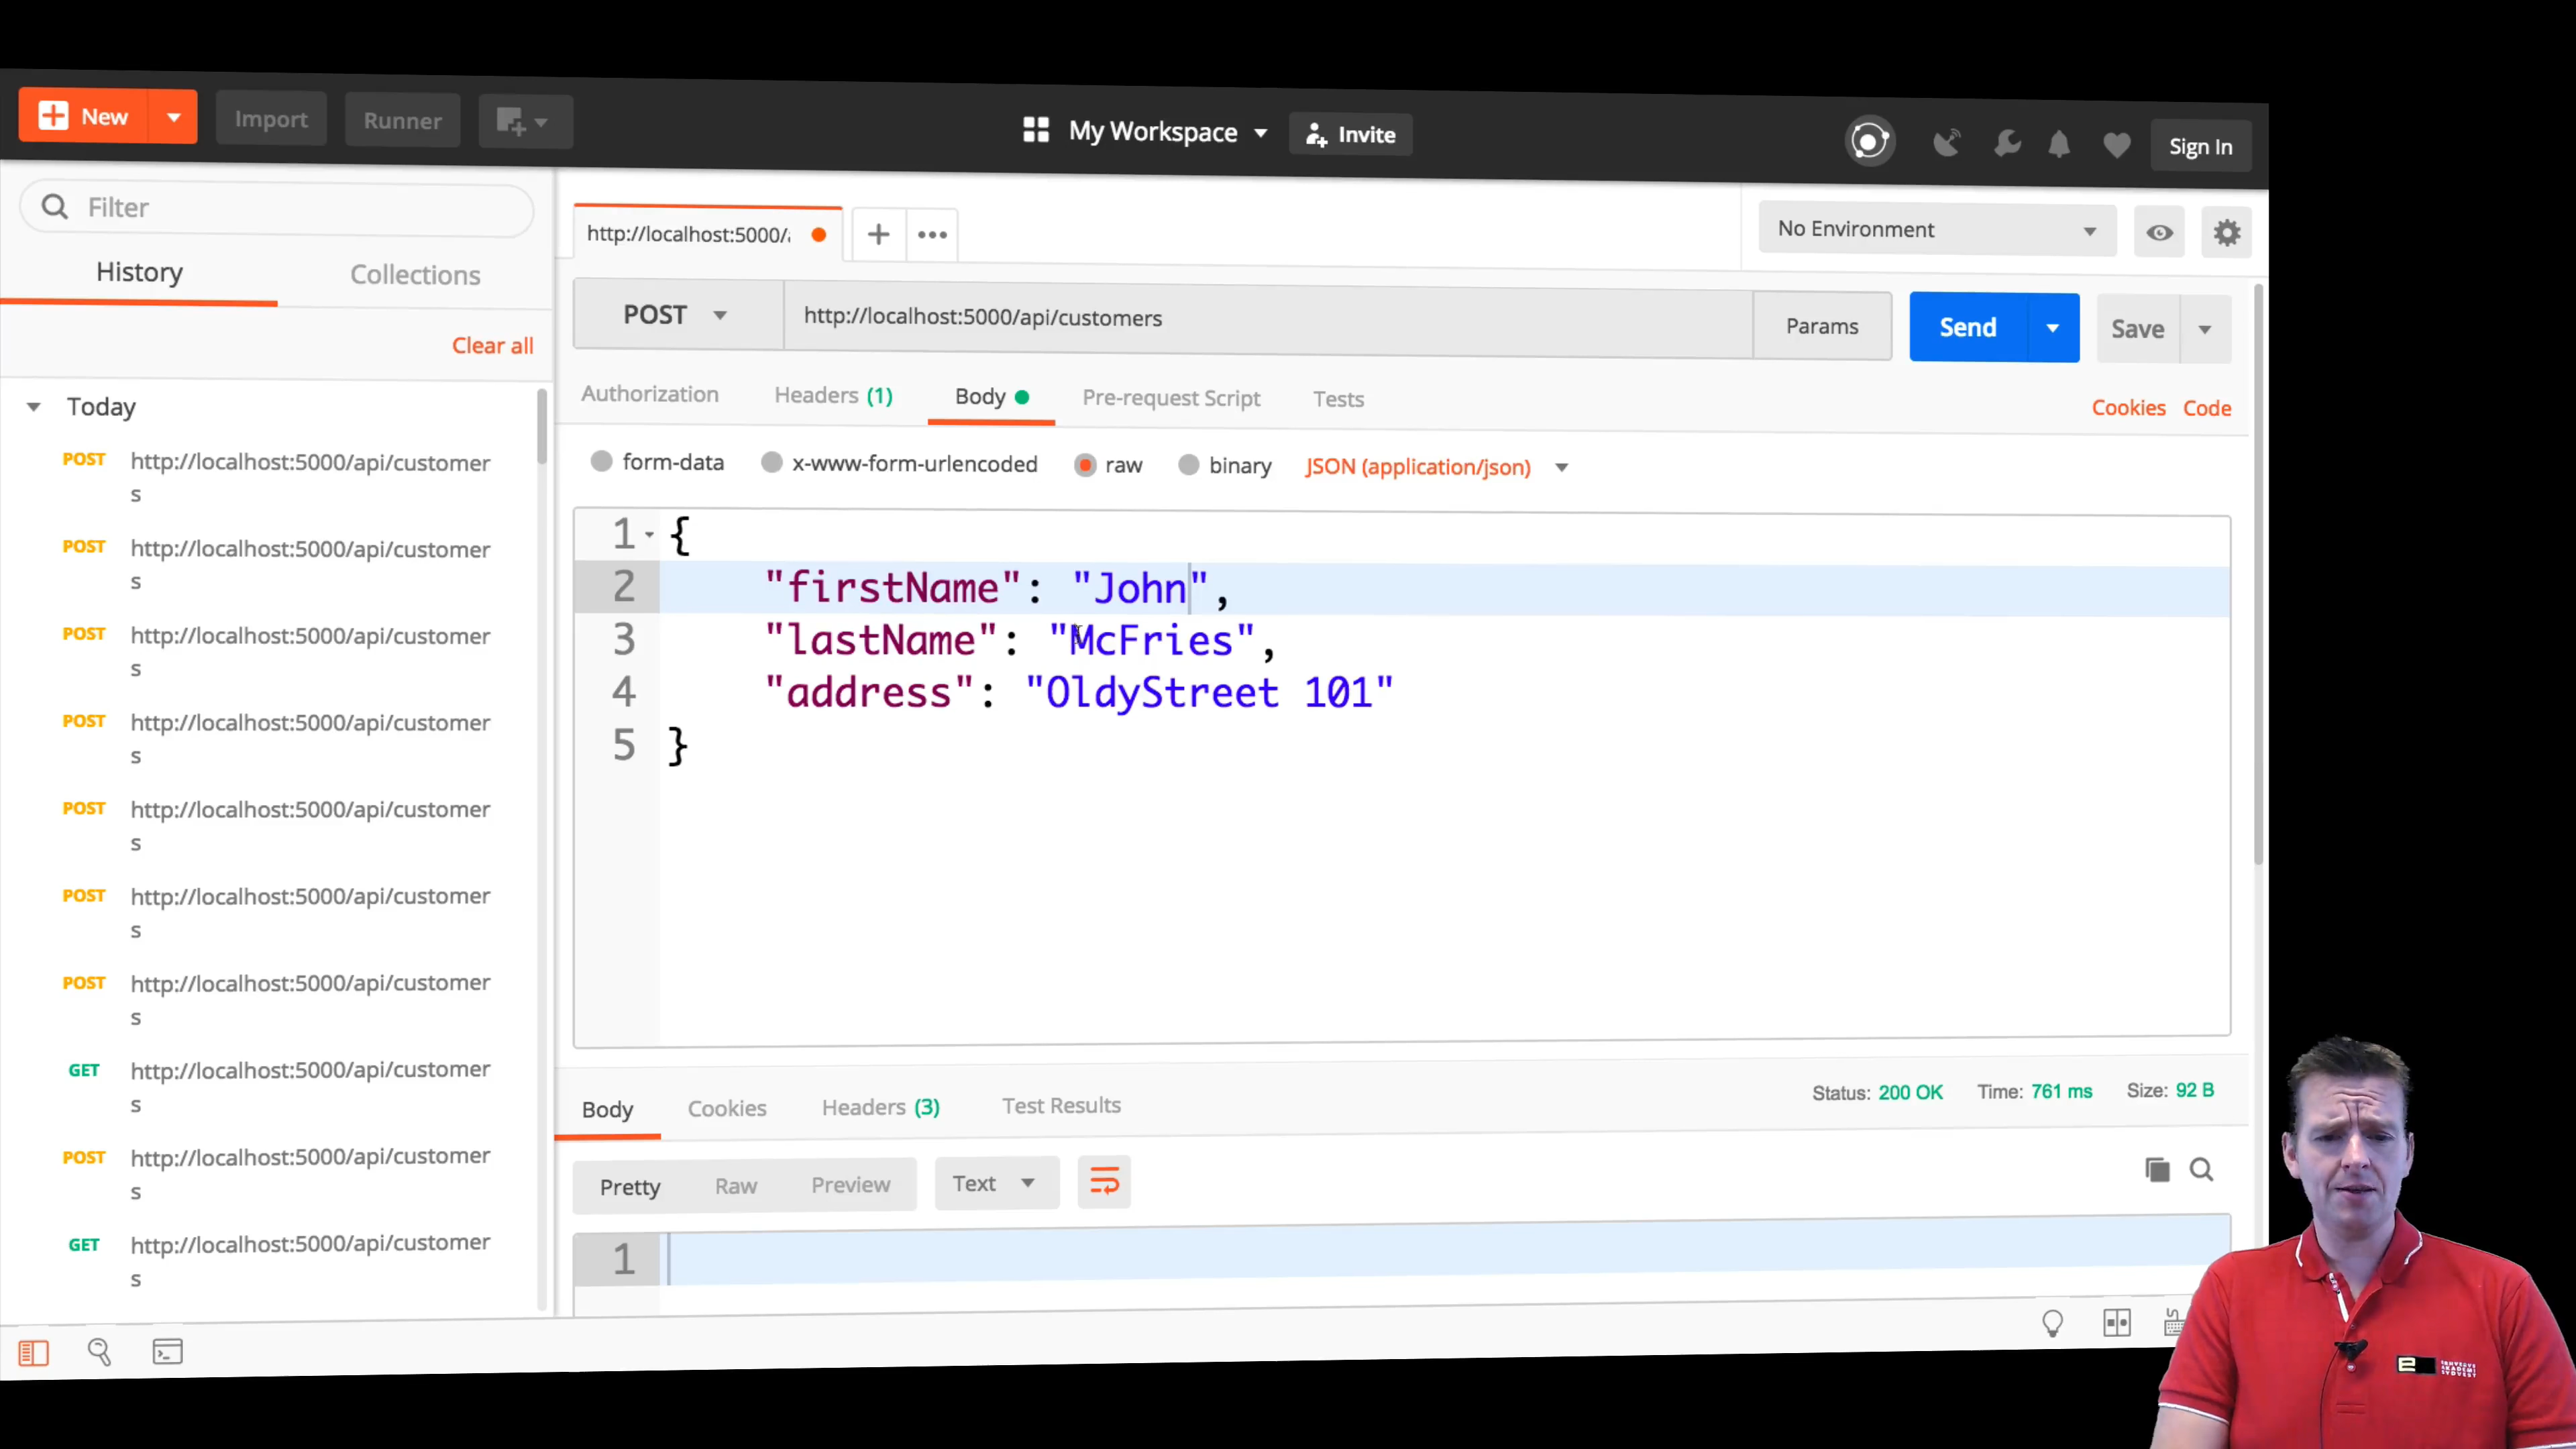 New
Import
Runner
My Workspace
Invite
Sign In
Filter
History
Collections
Clear all
Today
POST http://localhost:5000/api/customer
s
POST http://localhost:5000/api/customer
s
POST http://localhost:5000/api/customer
s
POST http://localhost:5000/api/customer
s
POST http://localhost:5000/api/customer
s
POST http://localhost:5000/api/customer
s
POST http://localhost:5000/api/customer
s
GET http://localhost:5000/api/customer
s
POST http://localhost:5000/api/customer
s
GET http://localhost:5000/api/customer
s
http://localhost:5000/
No Environment
POST http://localhost:5000/api/customers
Params
Send
Save
Authorization Headers (1) Body Pre-request Script Tests
Cookies Code
form-data x-www-form-urlencoded raw binary JSON (application/json)
1 {
2 "firstName": "John",
3 "lastName": "McFries",
4 "address": "OldyStreet 101"
5 }
Body Cookies Headers (3) Test Results
Status: 200 OK Time: 761 ms Size: 92 B
Pretty Raw Preview Text
1